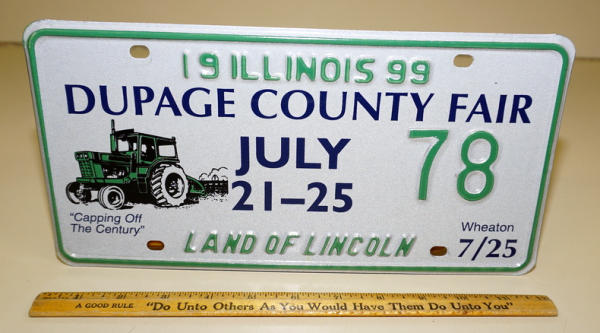 19 ILLINOIS 99
DUPAGE COUNTY FAIR
JULY
21-25
78
"Capping Off
The Century"
Wheaton
7/25
LAND OF LINCOLN
A GOOD RULE "Do Unto Others As You Would Have Them Do Unto You"